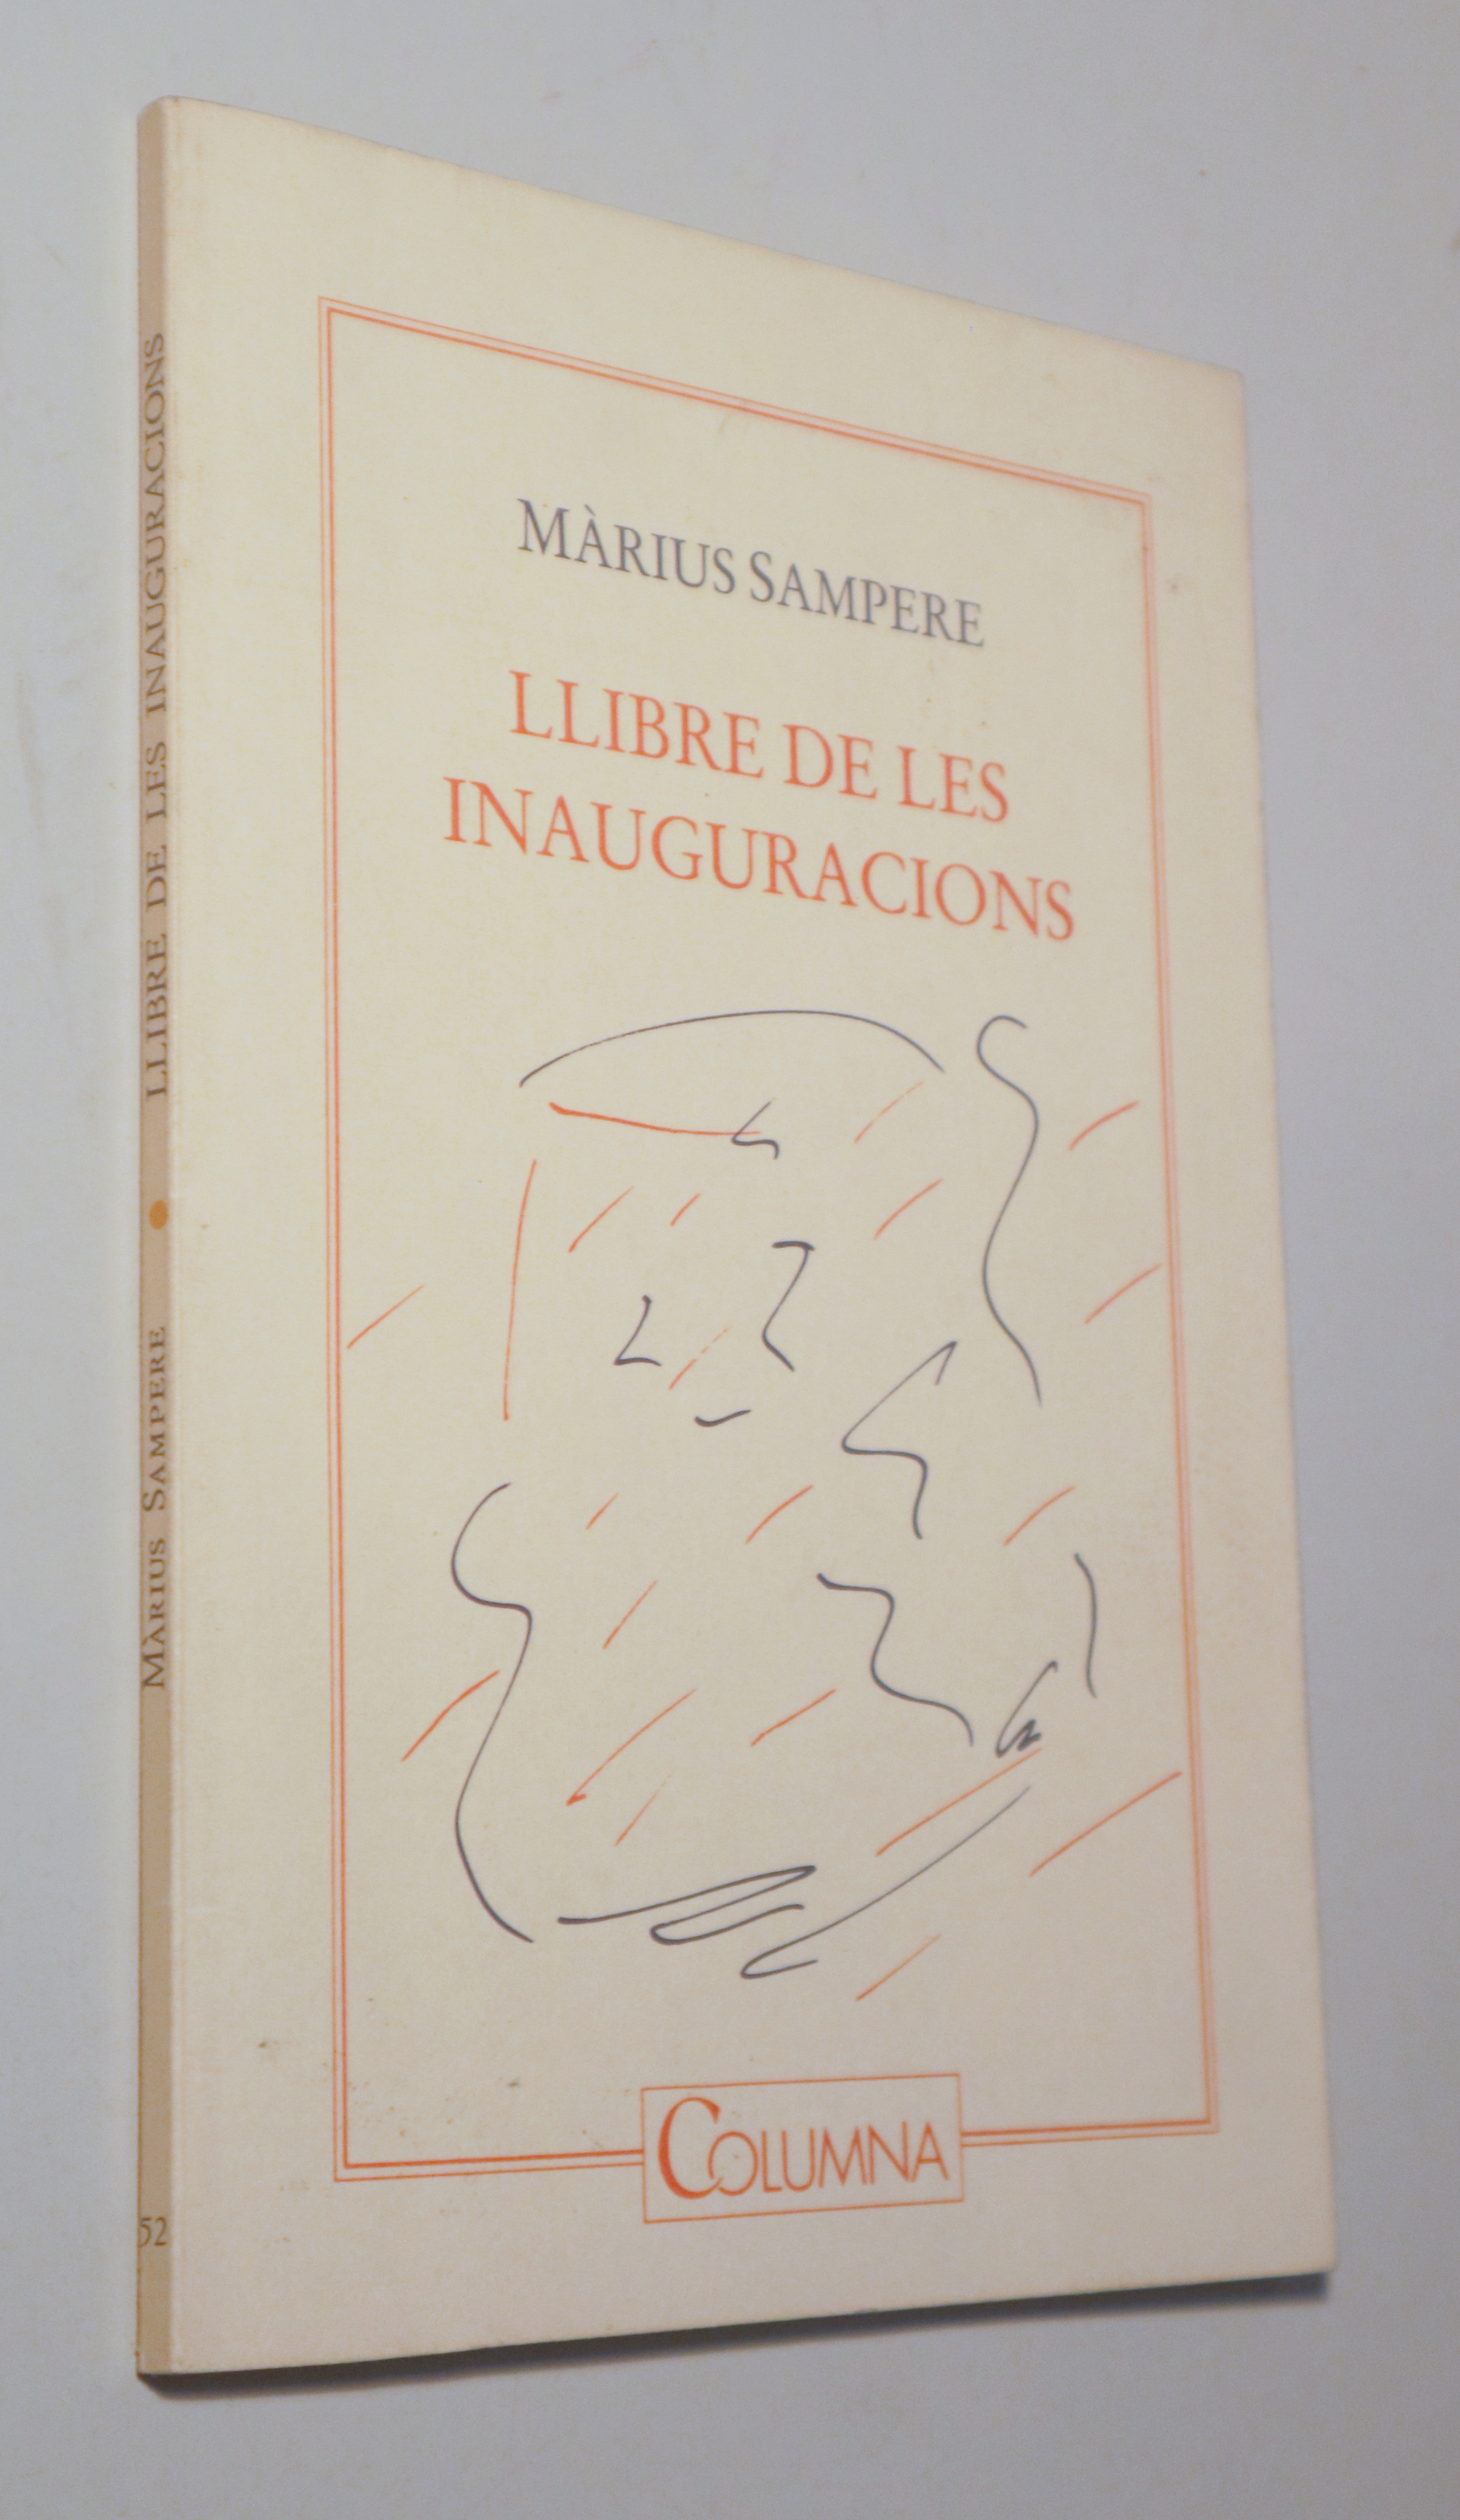 MÀRIUS SAMPERE
LLIBRE DE LES
INAUGURACIONS
COLUMNA
MÀRIUS SAMPERE • LLIBRE DE LES INAUGURACIONS
52